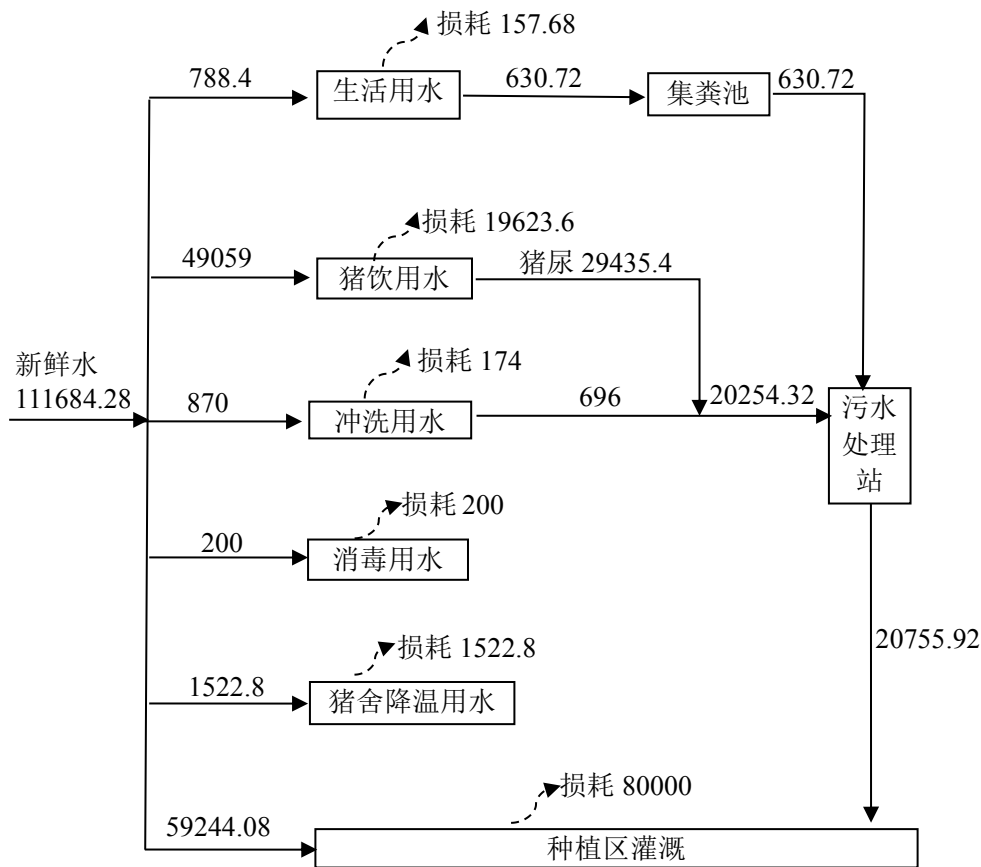 损耗 157.68
788.4
生活用水
630.72
集粪池
630.72
损耗 19623.6
49059
猪饮用水
猪尿 29435.4
新鲜水
111684.28
损耗 174
870
冲洗用水
696
20254.32
污水
处理
站
损耗 200
200
消毒用水
20755.92
损耗 1522.8
1522.8
猪舍降温用水
损耗 80000
59244.08
种植区灌溉